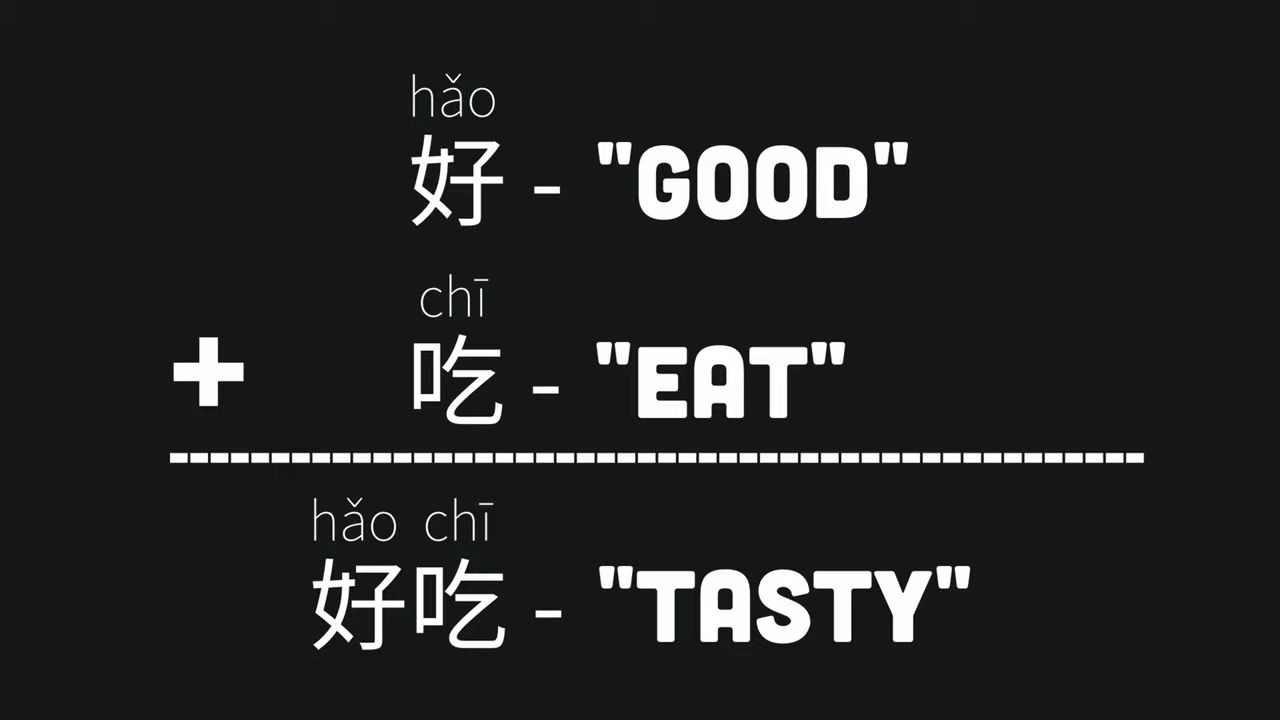 hǎo
好 - "GOOD"
chī
+ 吃 - "EAT"
hǎo chī
好吃 - "TASTY"